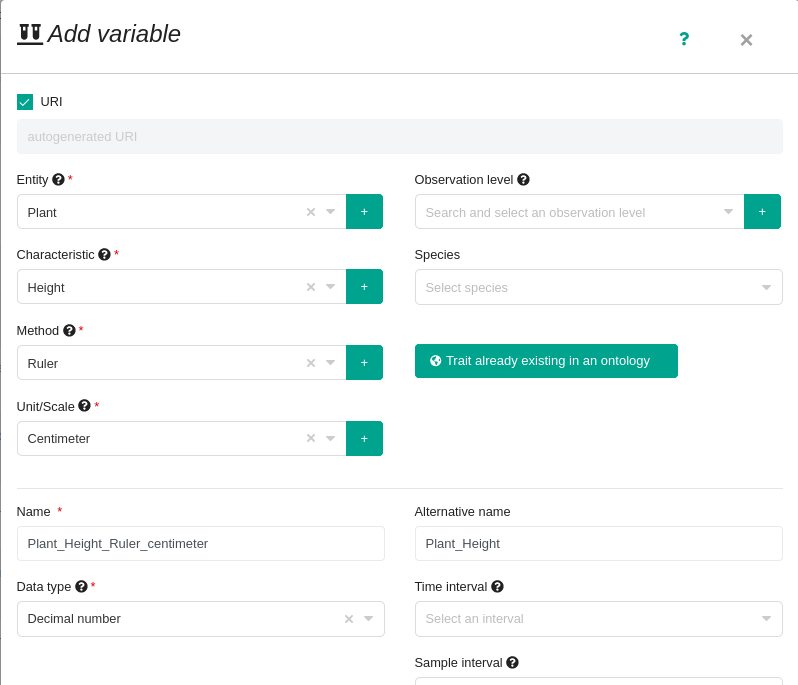 Add variable
?
×
URI
autogenerated URI
Entity ? *
Observation level ?
Plant × +
Search and select an observation level +
Characteristic ? *
Species
Height × +
Select species
Method ? *
Ruler × +
Trait already existing in an ontology
Unit/Scale ? *
Centimeter × +
Name *
Alternative name
Plant_Height_Ruler_centimeter
Plant_Height
Data type ? *
Time interval ?
Decimal number ×
Select an interval
Sample interval ?